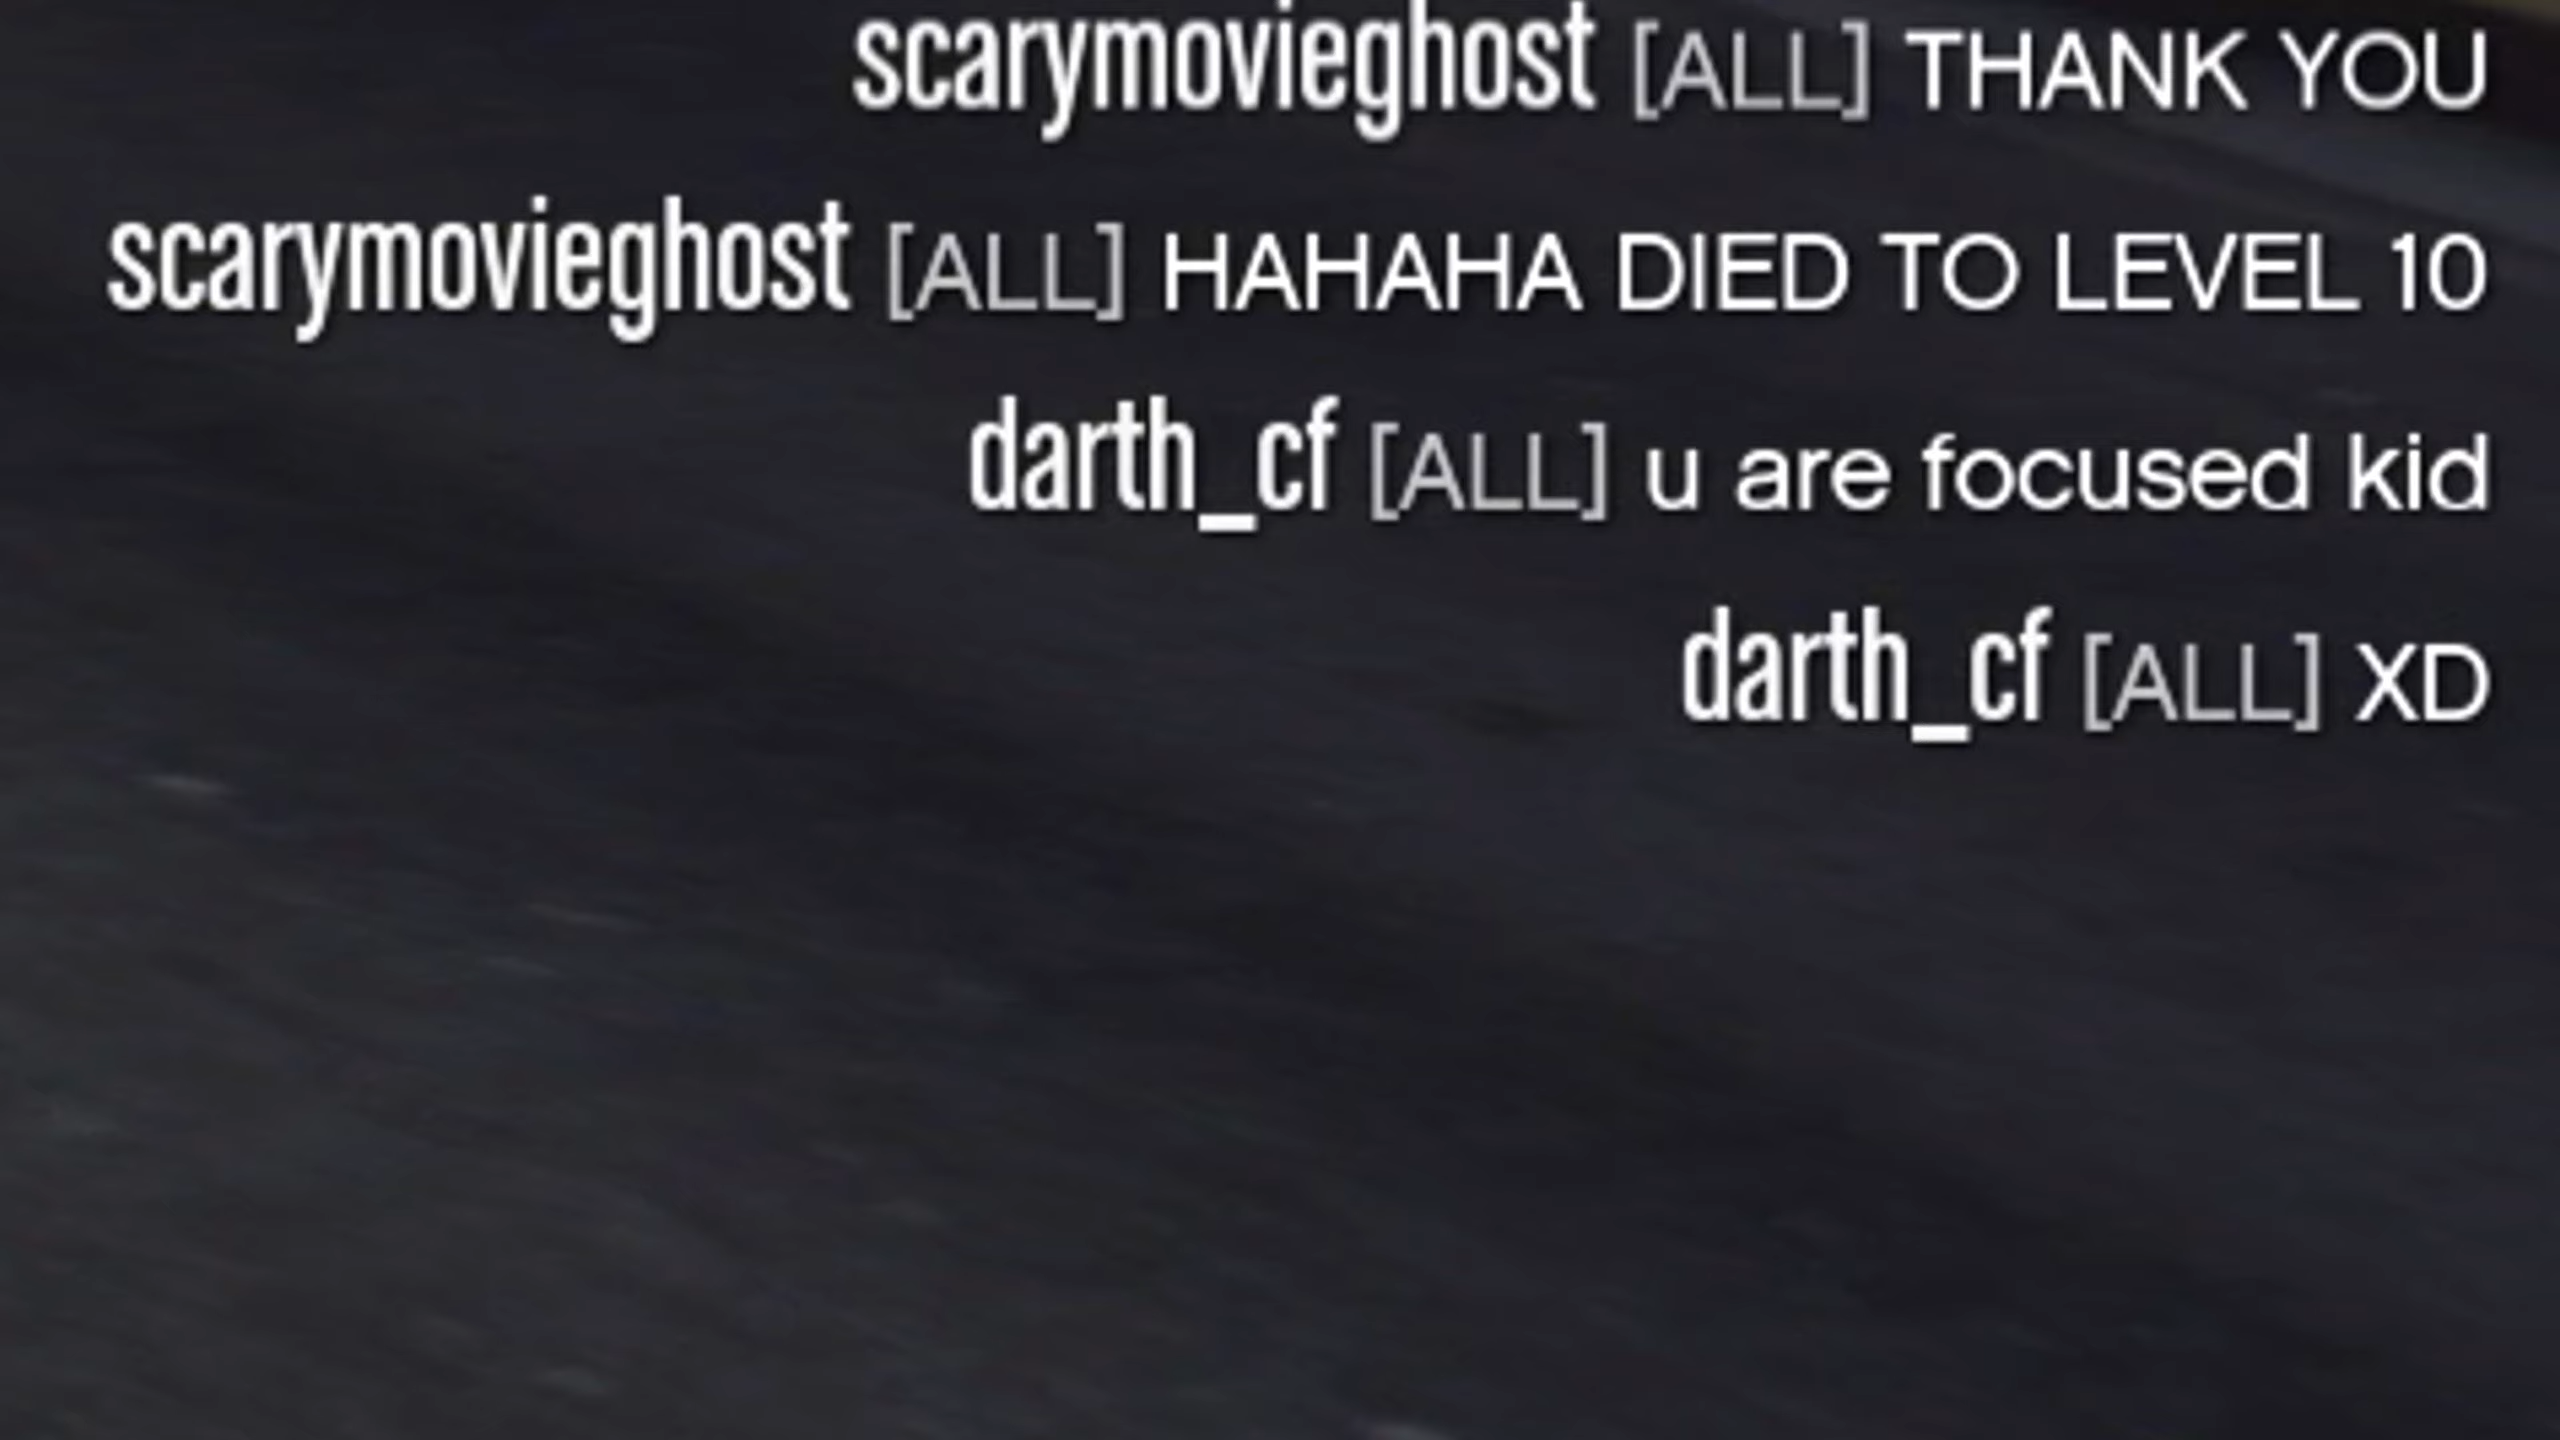 scarymovieghost [ALL] THANK YOU
scarymovieghost [ALL] HAHAHA DIED TO LEVEL 10
darth_cf [ALL] u are focused kid
darth_cf [ALL] XD